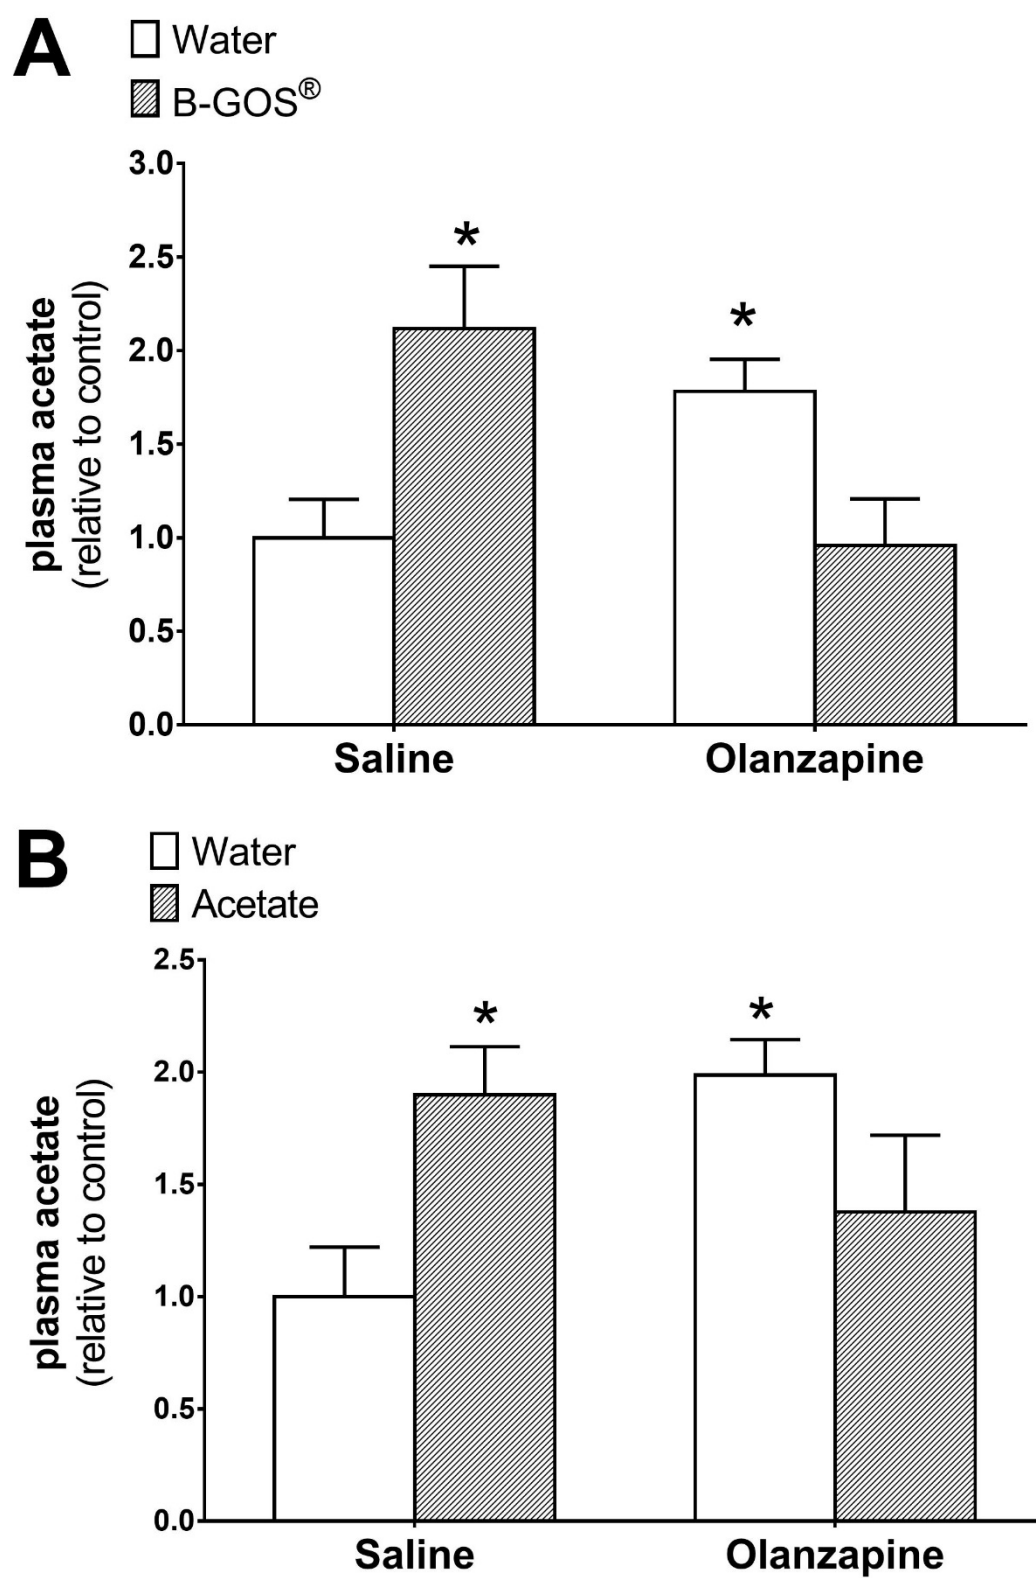 A
Water
B-GOS®
3.0
2.5
2.0
1.5
1.0
0.5
0.0
plasma acetate
(relative to control)
*
*
Saline
Olanzapine
B
Water
Acetate
2.5
2.0
1.5
1.0
0.5
0.0
plasma acetate
(relative to control)
*
*
Saline
Olanzapine